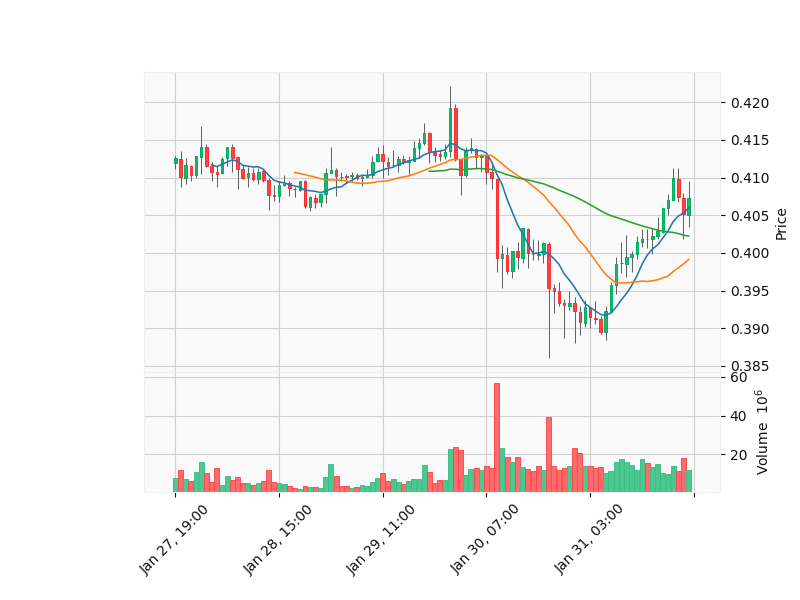 0.420
0.415
0.410
0.405
0.400
0.395
0.390
0.385
Price
60
40
20
Volume 10⁶
Jan 27, 19:00
Jan 28, 15:00
Jan 29, 11:00
Jan 30, 07:00
Jan 31, 03:00